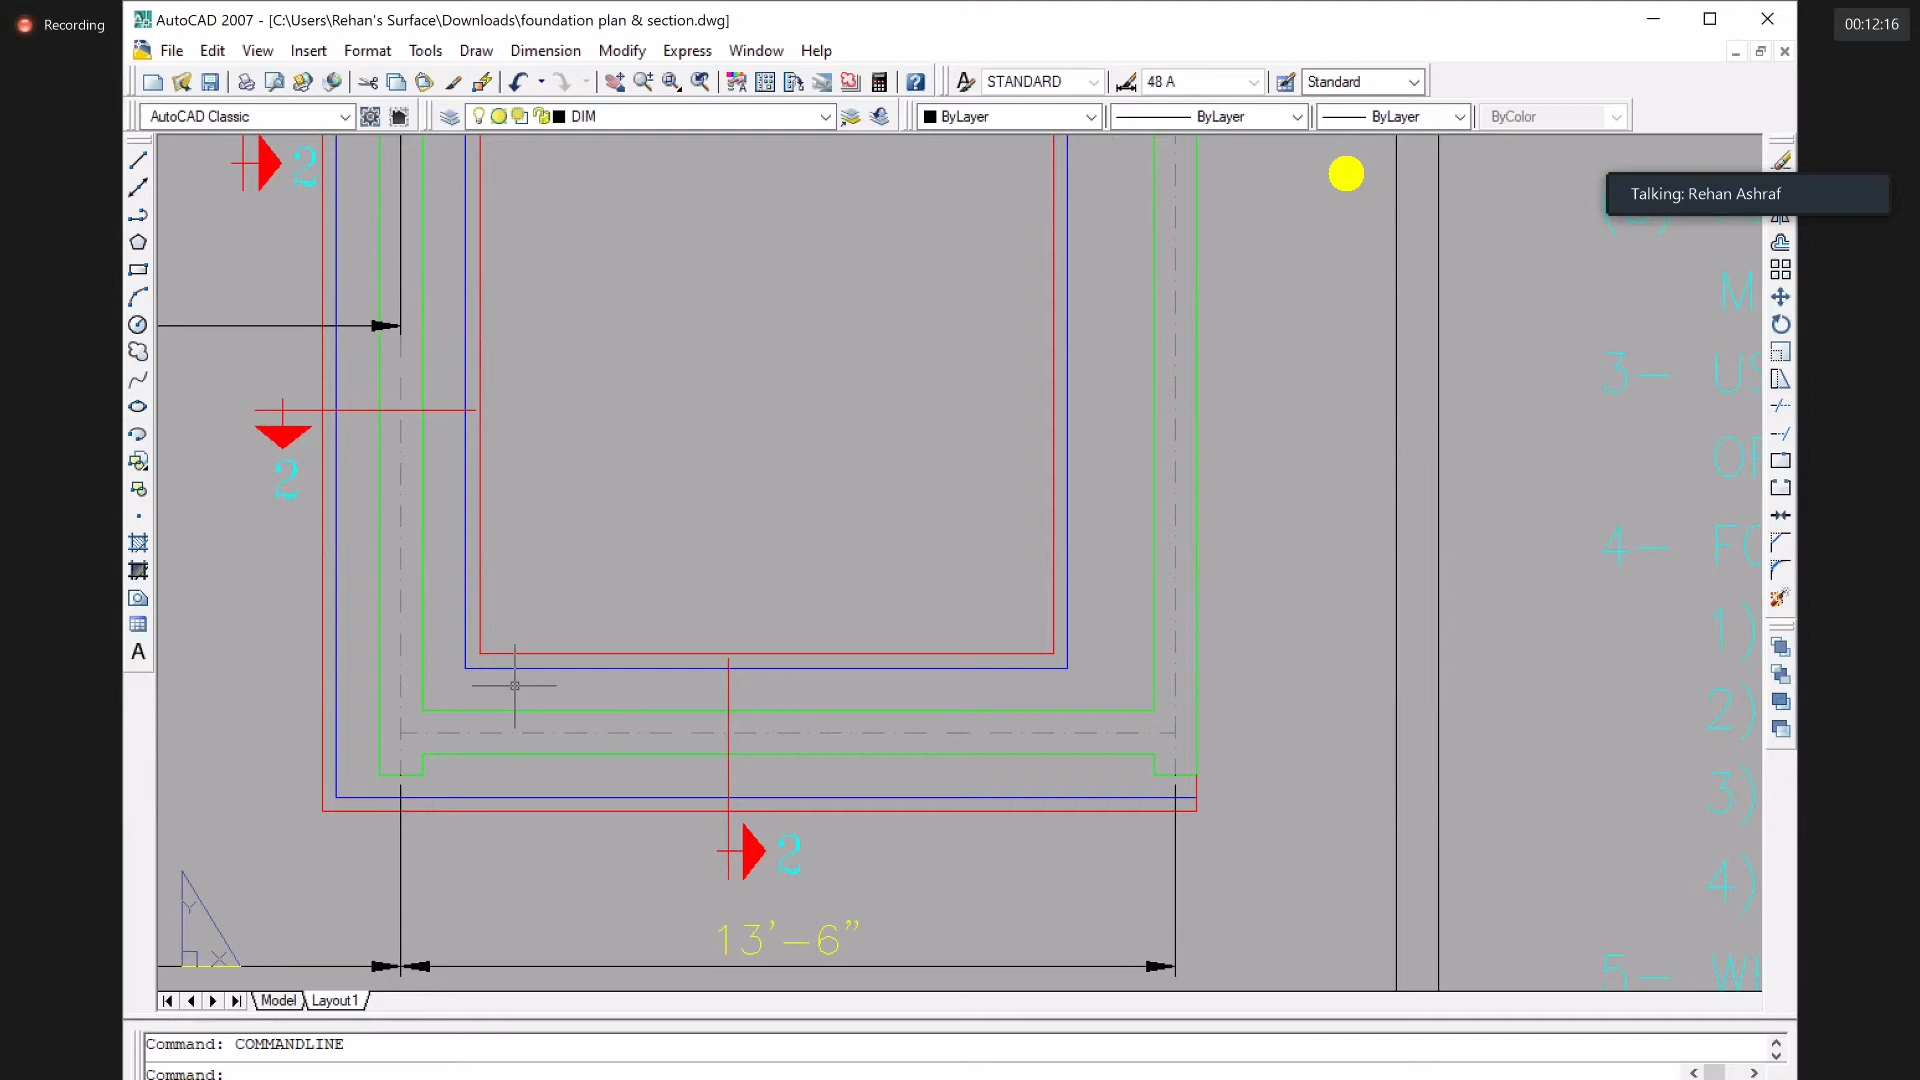 Recording
AutoCAD 2007 - [C:\Users\Rehan's Surface\Downloads\foundation plan & section.dwg]
00:12:16
File Edit View Insert Format Tools Draw Dimension Modify Express Window Help
STANDARD 48 A Standard
AutoCAD Classic DIM ByLayer ByLayer ByLayer ByColor
2
Talking: Rehan Ashraf
M
3- US
2
4- FO
1)
2)
3)
2
4)
13'-6"
5-
Y
X
Model Layout1
Command: COMMANDLINE
Command: